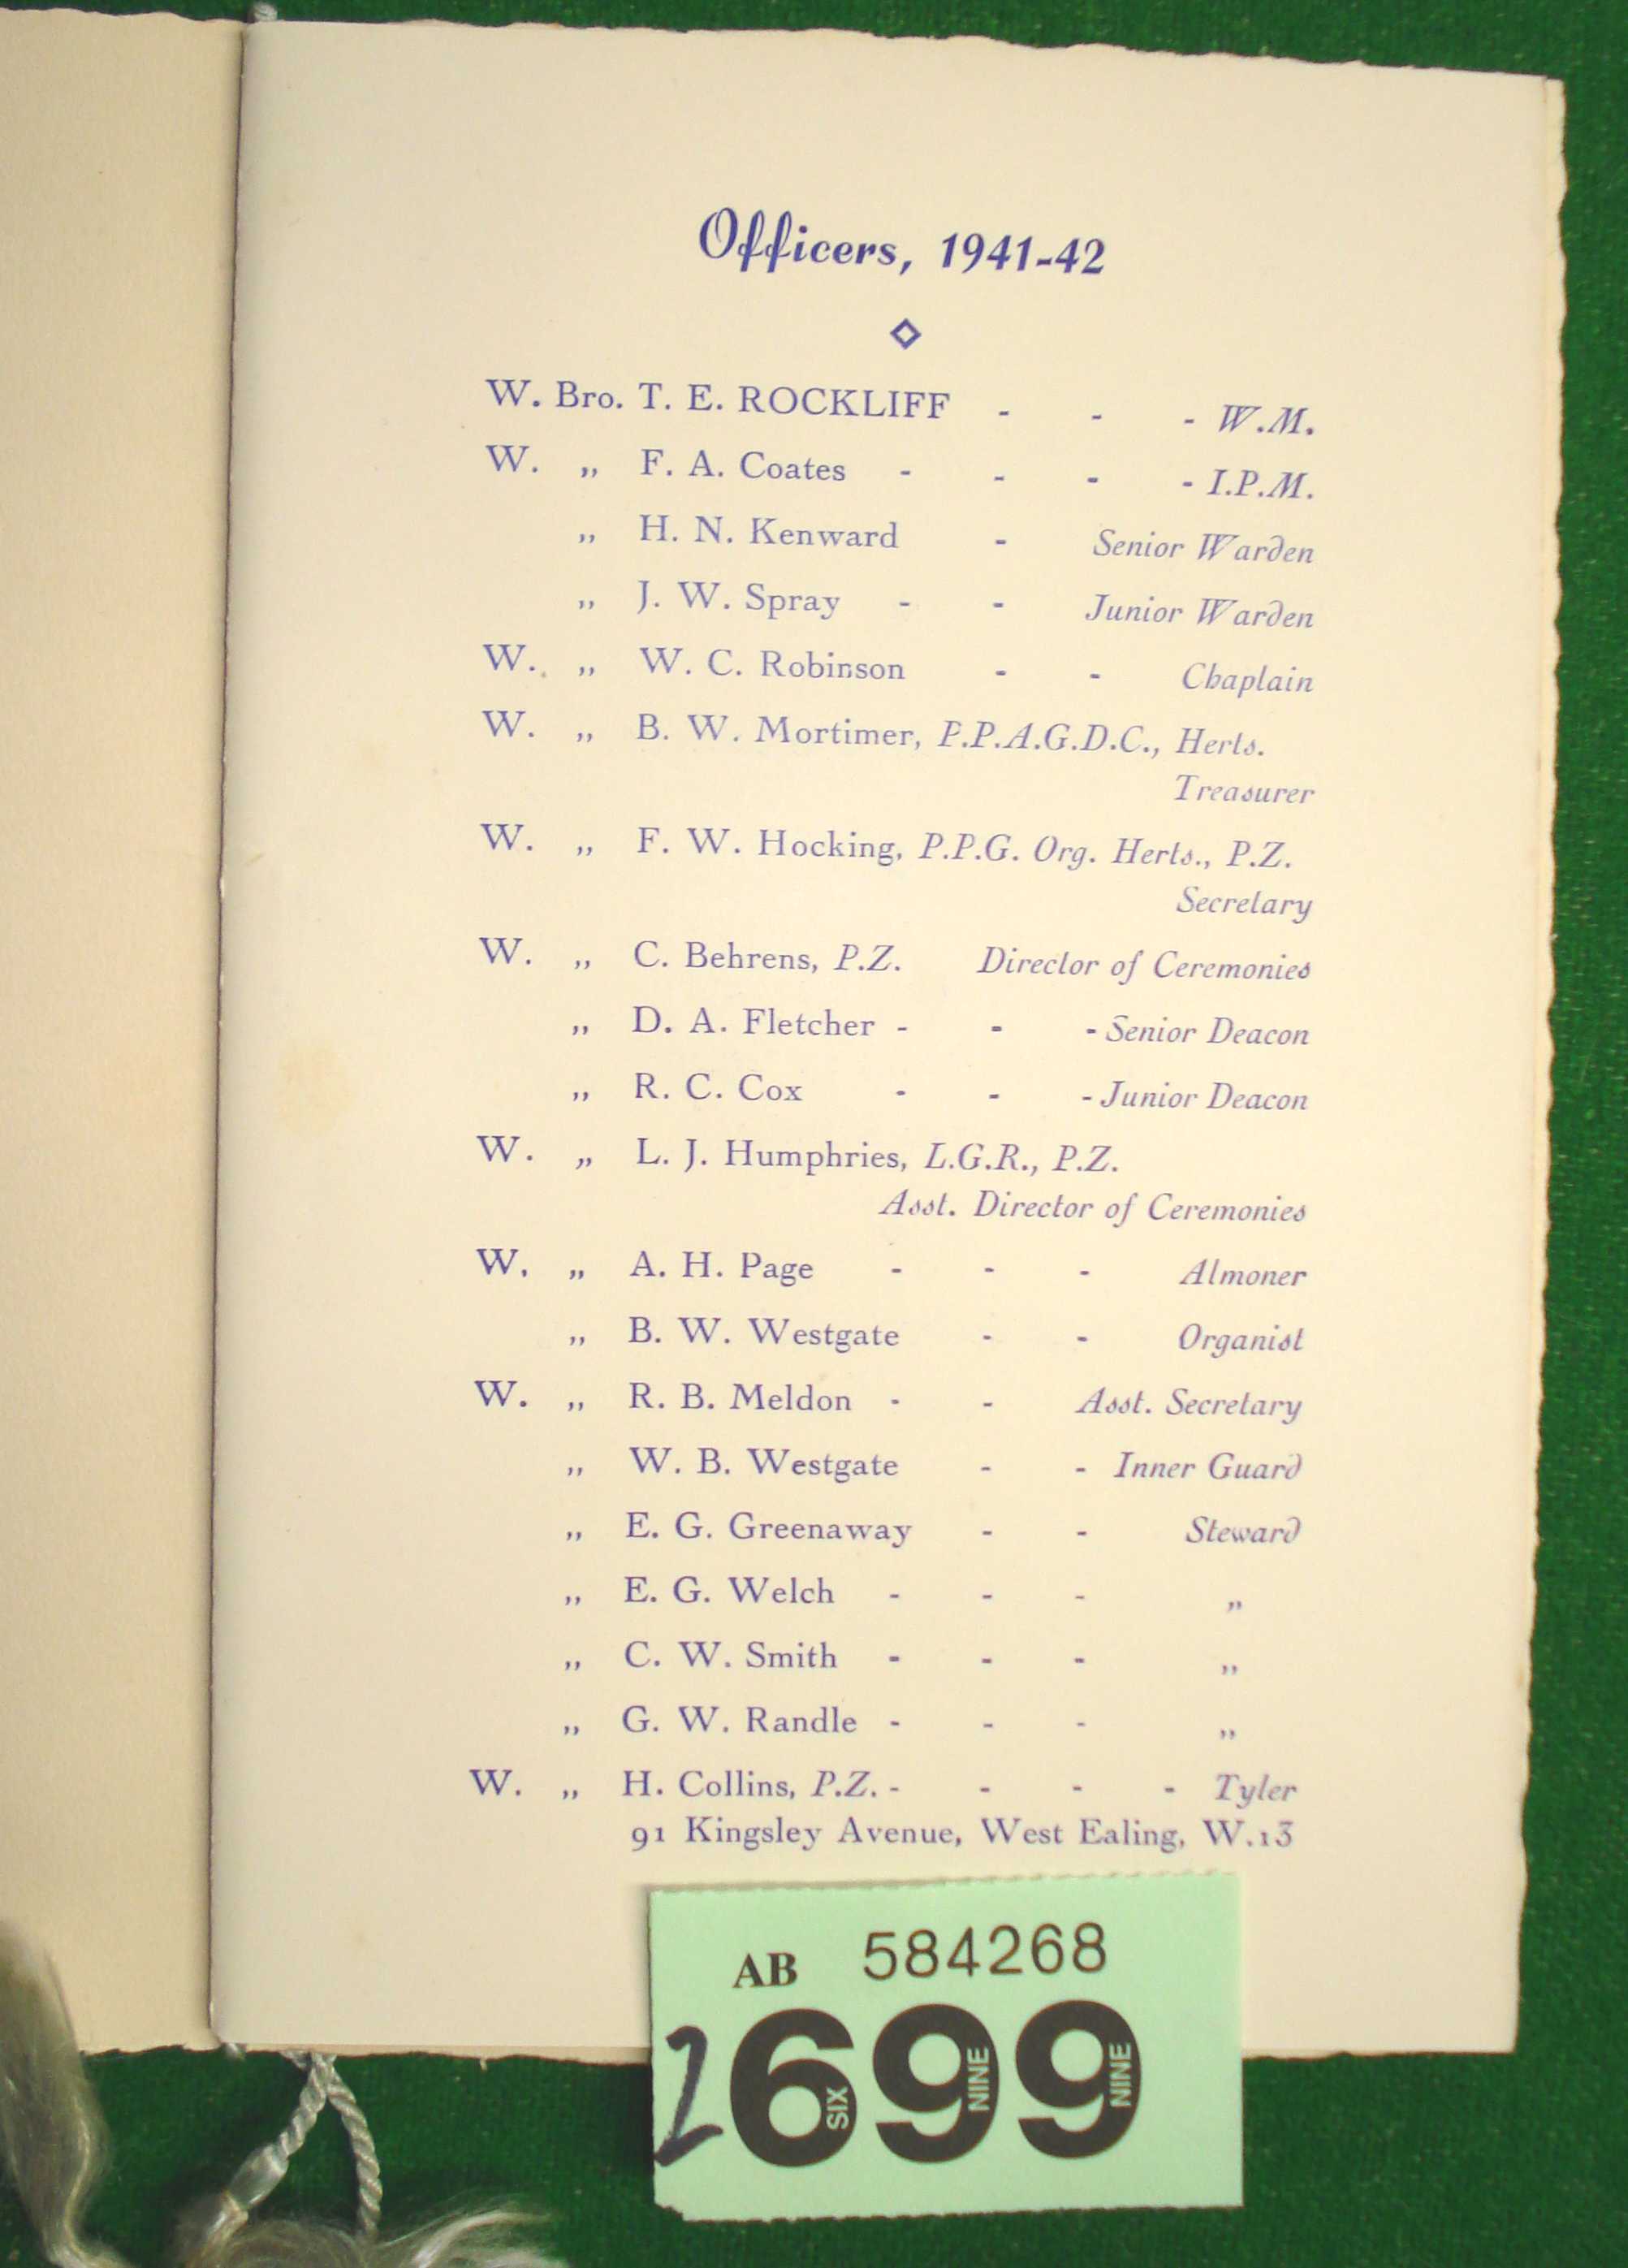 Officers, 1941-42
W. Bro. T. E. ROCKLIFF - - - W.M.
W. „ F. A. Coates - - - - I.P.M.
„ H. N. Kenward - Senior Warden
„ J. W. Spray - - Junior Warden
W. „ W. C. Robinson - - Chaplain
W. „ B. W. Mortimer, P.P.A.G.D.C., Herts.
Treasurer
W. „ F. W. Hocking, P.P.G. Org. Herts., P.Z.
Secretary
W. „ C. Behrens, P.Z. Director of Ceremonies
„ D. A. Fletcher - - - Senior Deacon
„ R. C. Cox - - - Junior Deacon
W. „ L. J. Humphries, L.G.R., P.Z.
Asst. Director of Ceremonies
W. „ A. H. Page - - - Almoner
„ B. W. Westgate - - Organist
W. „ R. B. Meldon - - Asst. Secretary
„ W. B. Westgate - - Inner Guard
„ E. G. Greenaway - - Steward
„ E. G. Welch - - - „
„ C. W. Smith - - - „
„ G. W. Randle - - - „
W. „ H. Collins, P.Z. - - - - Tyler
91 Kingsley Avenue, West Ealing, W.13
AB 584268
2699
SIX NINE NINE